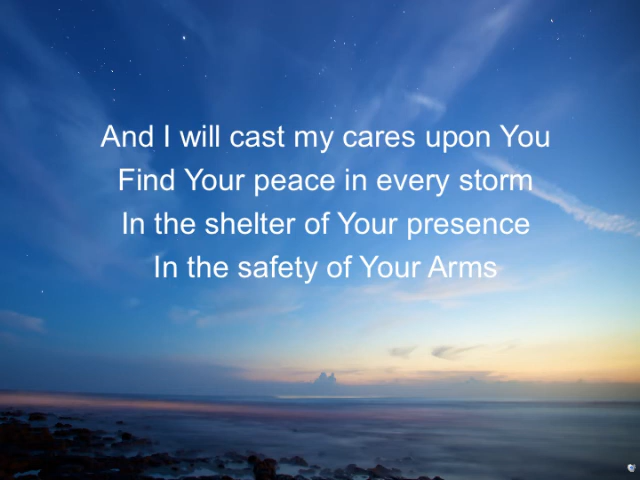 And I will cast my cares upon You
Find Your peace in every storm
In the shelter of Your presence
In the safety of Your Arms